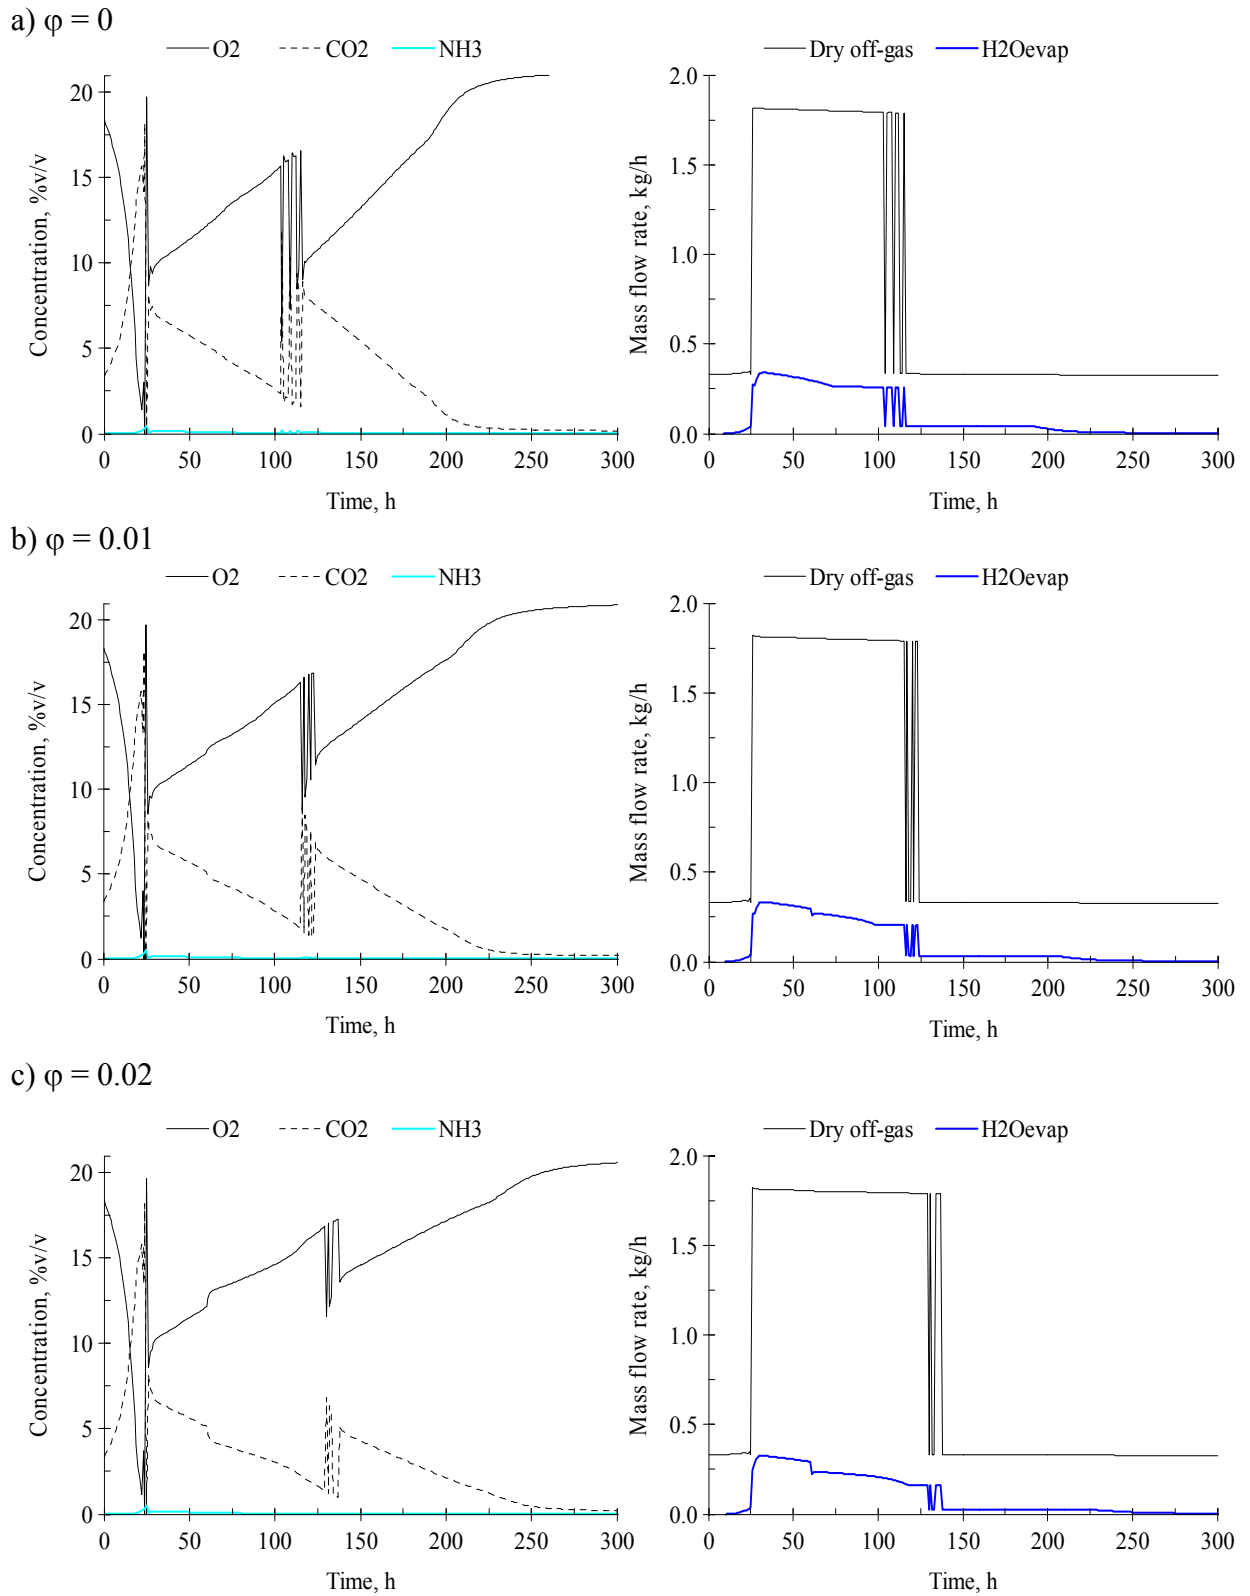 a) φ = 0
O2 CO2 NH3
Dry off-gas H2Oevap
Concentration, %v/v
20
15
10
5
0
0 50 100 150 200 250 300
Time, h
Mass flow rate, kg/h
2.0
1.5
1.0
0.5
0.0
0 50 100 150 200 250 300
Time, h
b) φ = 0.01
O2 CO2 NH3
Dry off-gas H2Oevap
Concentration, %v/v
20
15
10
5
0
0 50 100 150 200 250 300
Time, h
Mass flow rate, kg/h
2.0
1.5
1.0
0.5
0.0
0 50 100 150 200 250 300
Time, h
c) φ = 0.02
O2 CO2 NH3
Dry off-gas H2Oevap
Concentration, %v/v
20
15
10
5
0
0 50 100 150 200 250 300
Time, h
Mass flow rate, kg/h
2.0
1.5
1.0
0.5
0.0
0 50 100 150 200 250 300
Time, h